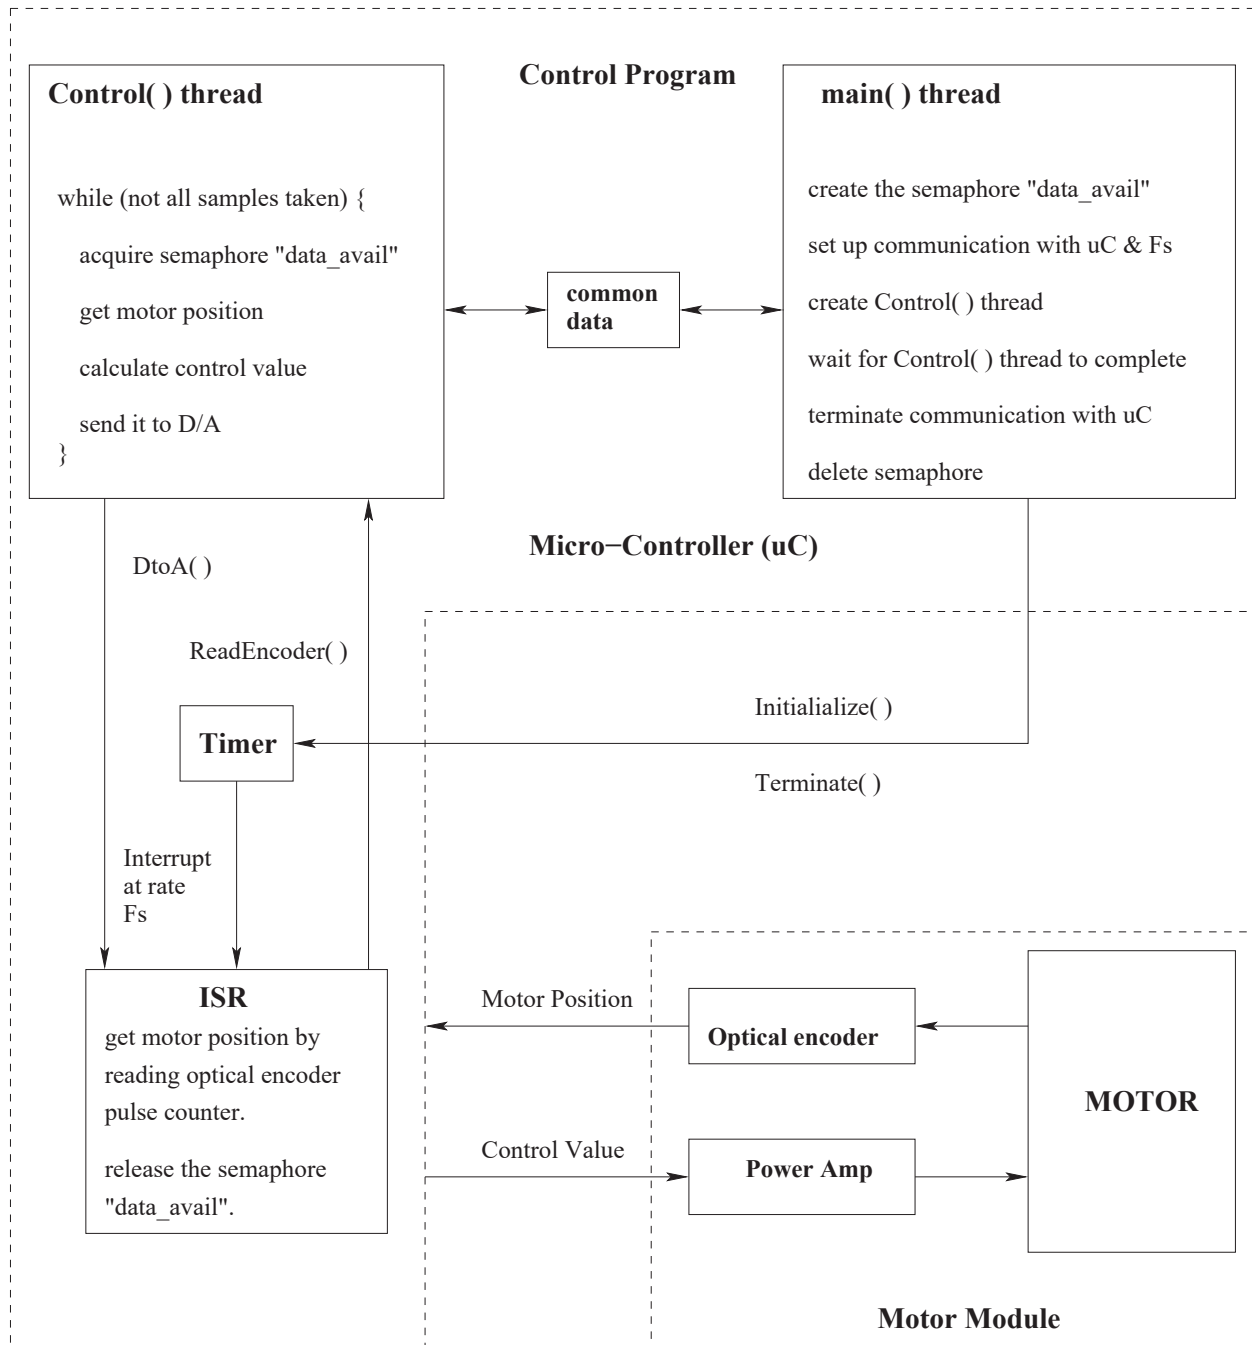 Control Program
Control( ) thread
while (not all samples taken) {
acquire semaphore "data_avail"
get motor position
calculate control value
send it to D/A
}
common
data
main( ) thread
create the semaphore "data_avail"
set up communication with uC & Fs
create Control( ) thread
wait for Control( ) thread to complete
terminate communication with uC
delete semaphore
Micro−Controller (uC)
DtoA( )
ReadEncoder( )
Initialialize( )
Timer
Terminate( )
Interrupt
at rate
Fs
ISR
get motor position by
reading optical encoder
pulse counter.
release the semaphore
"data_avail".
Motor Position
Optical encoder
MOTOR
Control Value
Power Amp
Motor Module